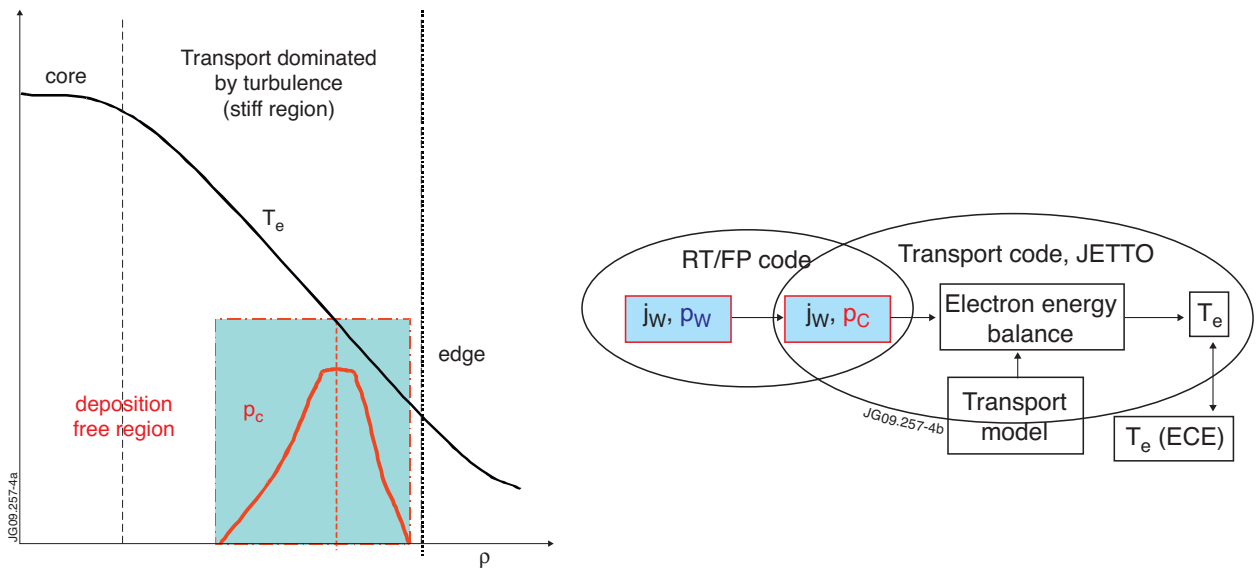 core
Transport dominated
by turbulence
(stiff region)
Te
edge
deposition
free region
pc
ρ
JG09.257-4a
RT/FP code
Transport code, JETTO
jW, pW
jW, pC
Electron energy
balance
Te
Transport
model
Te (ECE)
JG09.257-4b